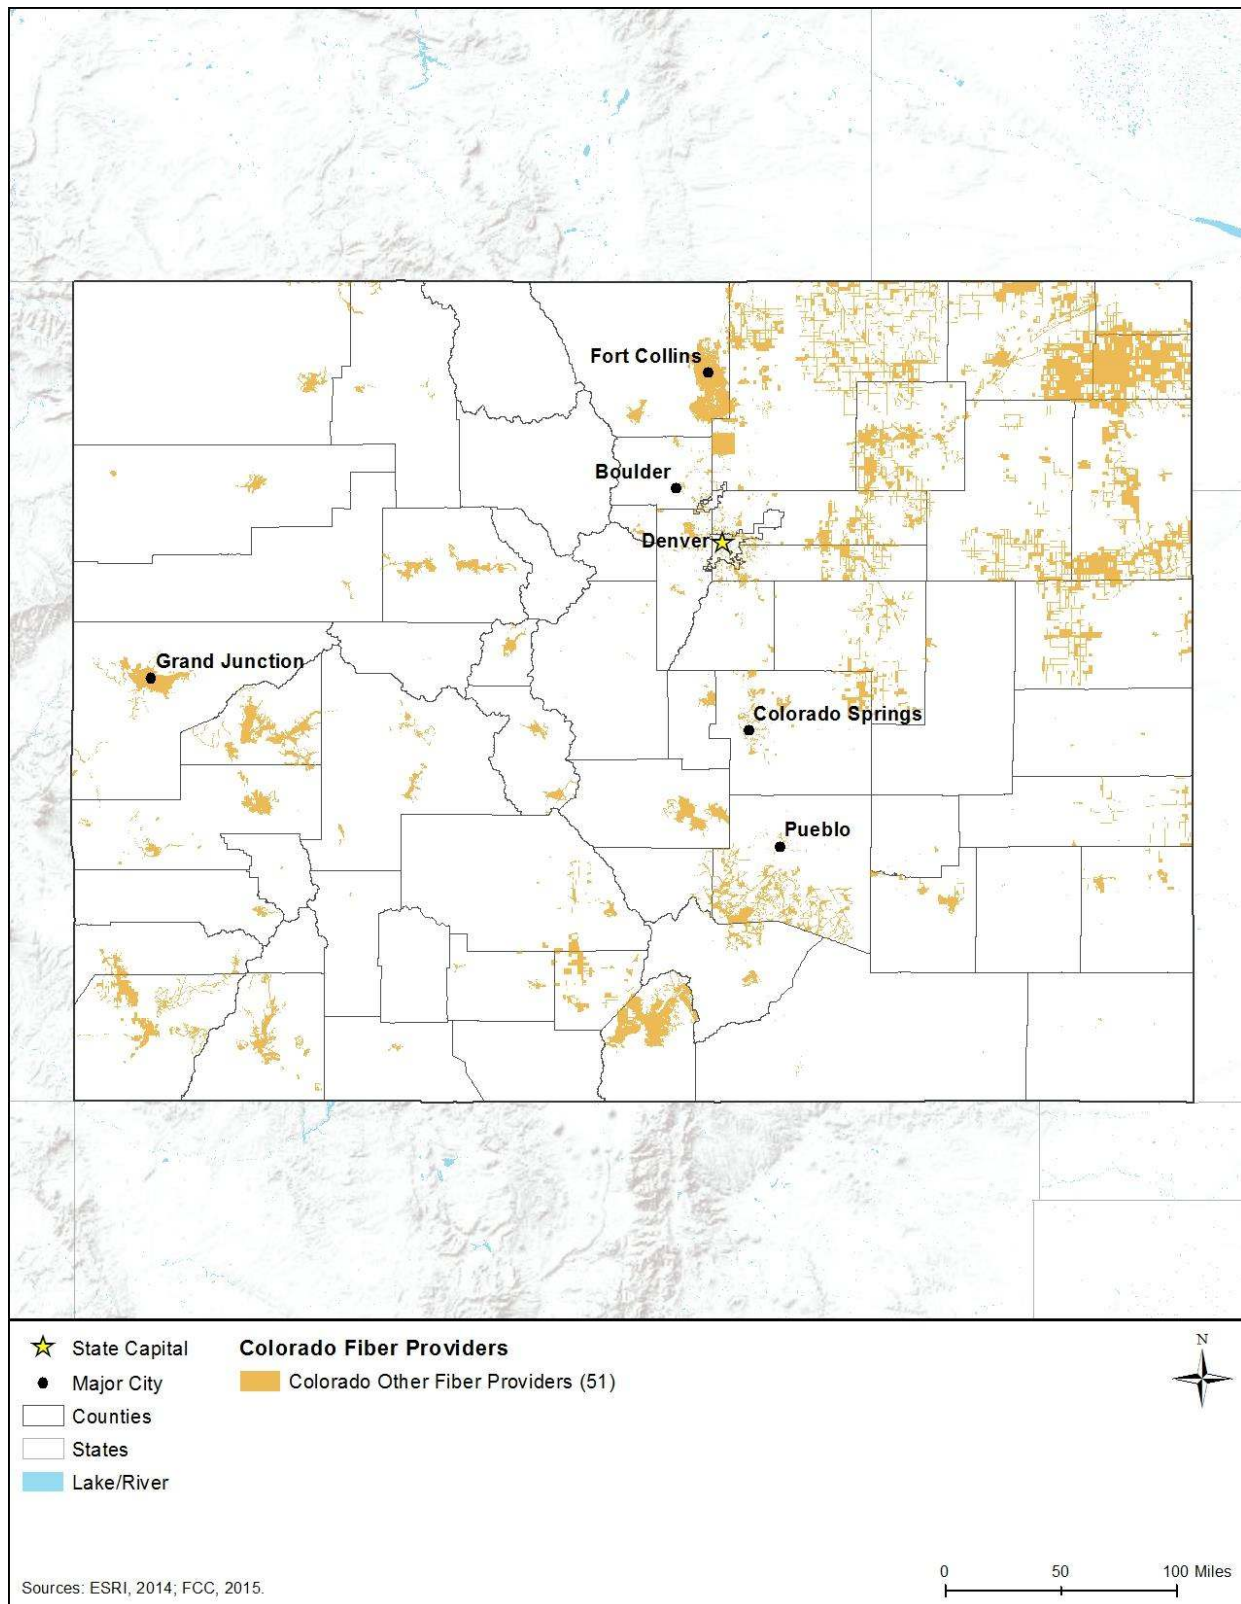 Fort Collins
Boulder
Denver
Grand Junction
Colorado Springs
Pueblo
State Capital
Major City
Counties
States
Lake/River
Colorado Fiber Providers
Colorado Other Fiber Providers (51)
N
Sources: ESRI, 2014; FCC, 2015.
0 50 100 Miles